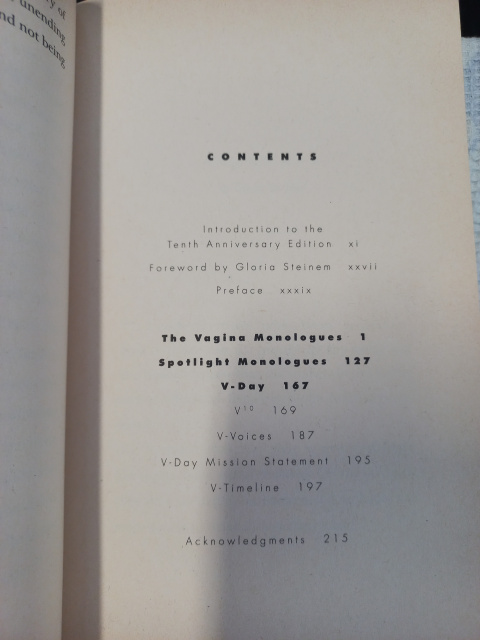 y of
unending
nd not being
CONTENTS
Introduction to the
Tenth Anniversary Edition xi
Foreword by Gloria Steinem xxvii
Preface xxxix
The Vagina Monologues 1
Spotlight Monologues 127
V-Day 167
V¹⁰ 169
V-Voices 187
V-Day Mission Statement 195
V-Timeline 197
Acknowledgments 215